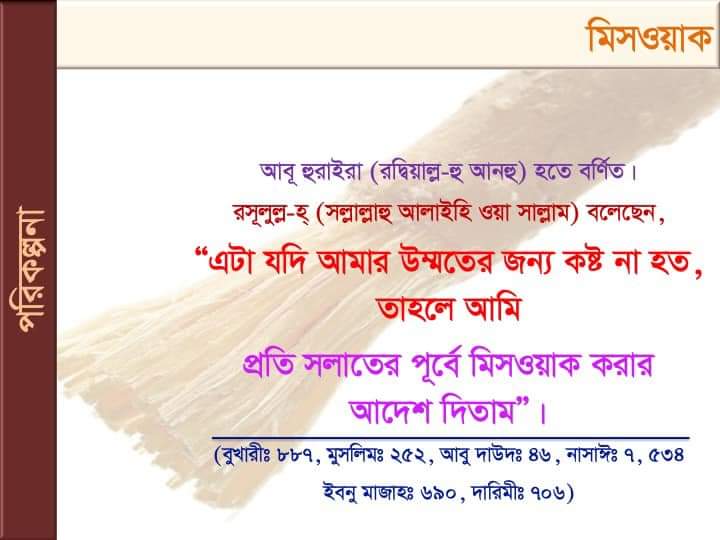 মিসওয়াক
পরিকল্পনা
আবূ হুরাইরা (রদ্বিয়াল্ল-হু আনহু) হতে বর্ণিত।
রসূলুল্ল-হ্ (সল্লাল্লাহু আলাইহি ওয়া সাল্লাম) বলেছেন,
“এটা যদি আমার উম্মতের জন্য কষ্ট না হত,
তাহলে আমি
প্রতি সলাতের পূর্বে মিসওয়াক করার
আদেশ দিতাম”।
(বুখারীঃ ৮৮৭, মুসলিমঃ ২৫২, আবু দাউদঃ ৪৬, নাসাঈঃ ৭, ৫৩৪
ইবনু মাজাহঃ ৬৯০, দারিমীঃ ৭০৬)